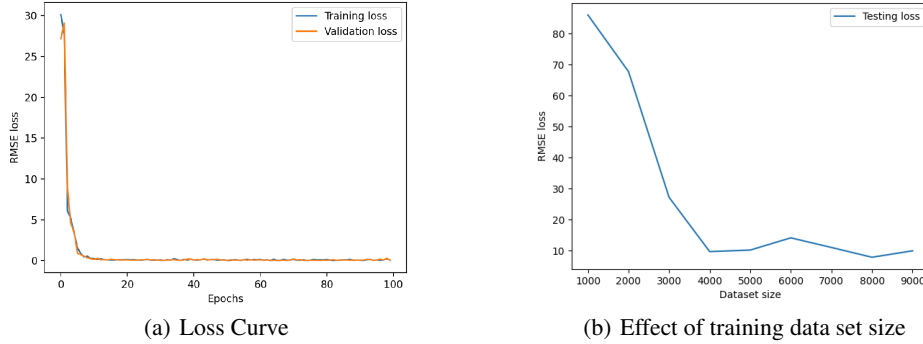 Training loss
Validation loss
30
25
20
15
10
5
0
RMSE loss
0 20 40 60 80 100
Epochs
(a) Loss Curve
Testing loss
80
70
60
50
40
30
20
10
RMSE loss
1000 2000 3000 4000 5000 6000 7000 8000 9000
Dataset size
(b) Effect of training data set size